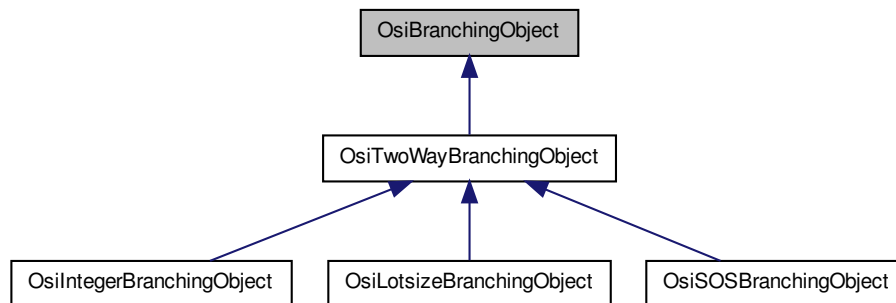 OsiBranchingObject
OsiTwoWayBranchingObject
OsiIntegerBranchingObject
OsiLotsizeBranchingObject
OsiSOSBranchingObject